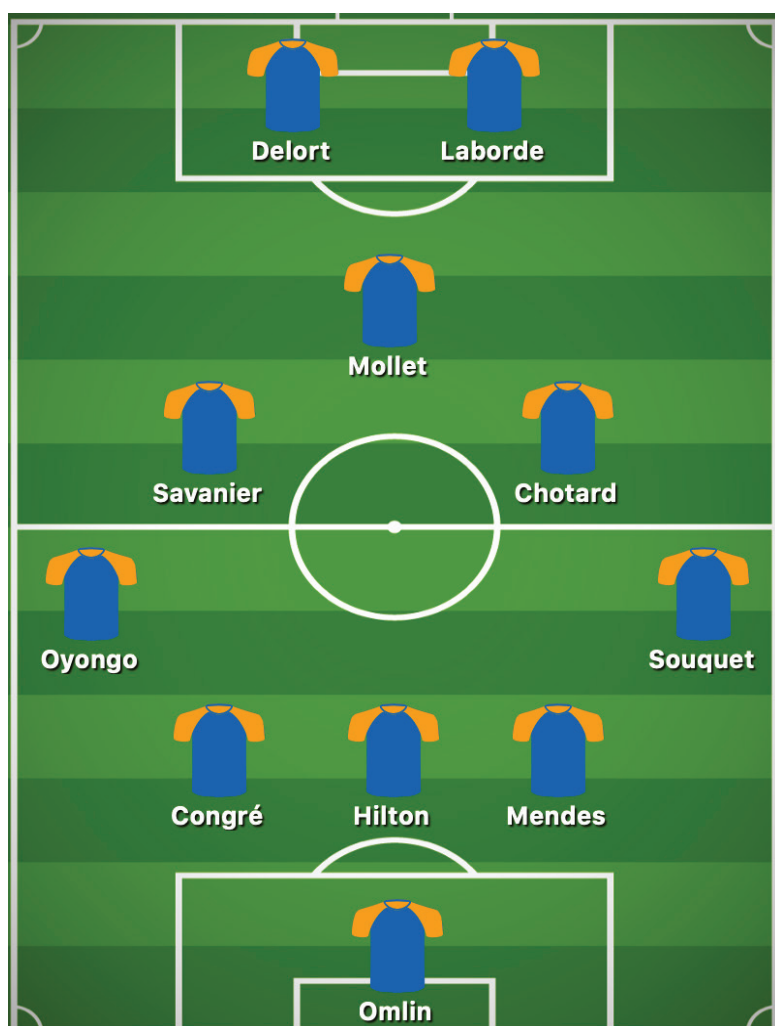 Delort Laborde
Mollet
Savanier Chotard
Oyongo Souquet
Congré Hilton Mendes
Omlin